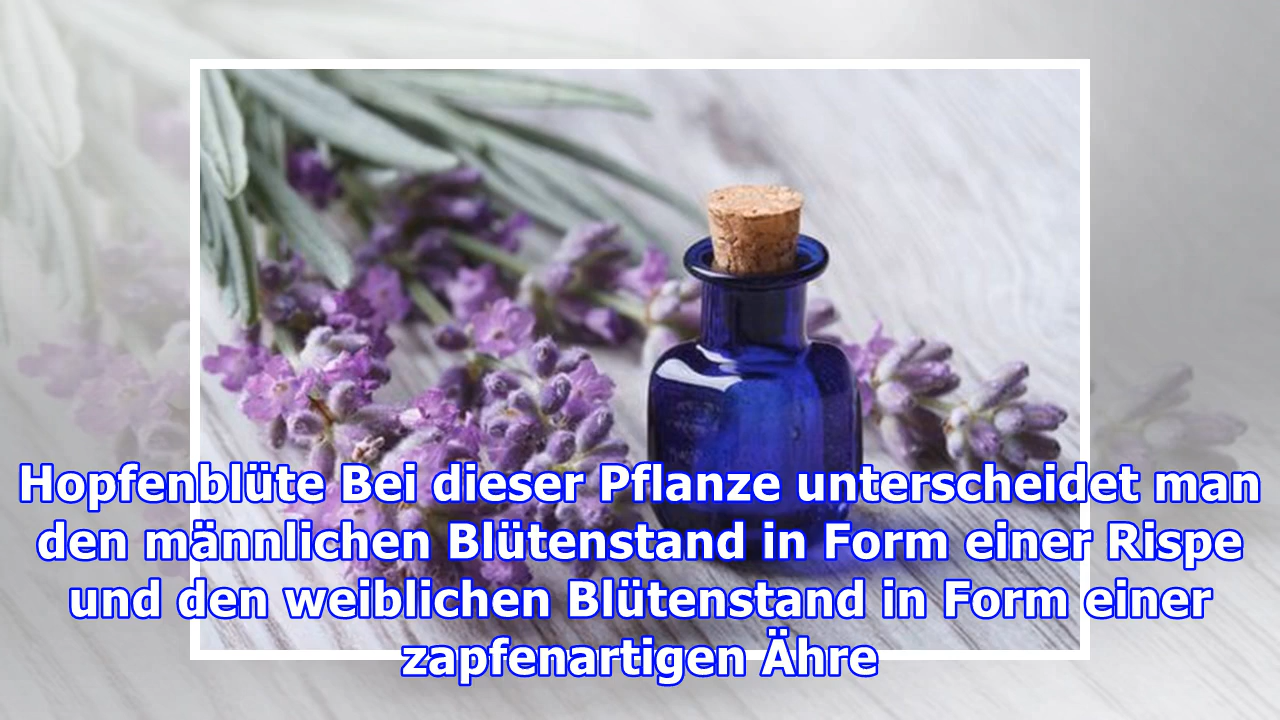 Hopfenblüte Bei dieser Pflanze unterscheidet man
den männlichen Blütenstand in Form einer Rispe
und den weiblichen Blütenstand in Form einer
zapfenartigen Ähre